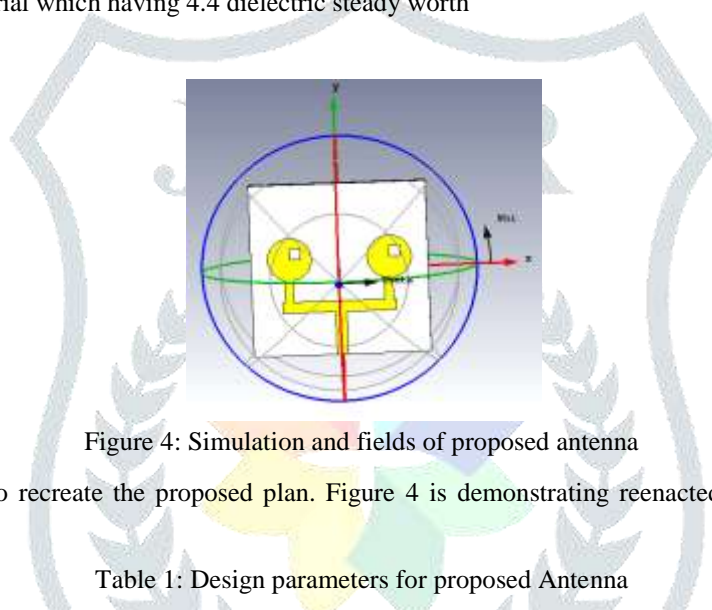 rial which having 4.4 dielectric steady worth
y
x
Figure 4: Simulation and fields of proposed antenna
o recreate the proposed plan. Figure 4 is demonstrating reenacted
Table 1: Design parameters for proposed Antenna